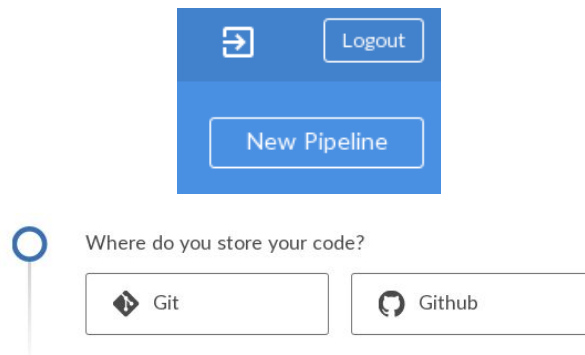 Logout
New Pipeline
Where do you store your code?
Git
Github